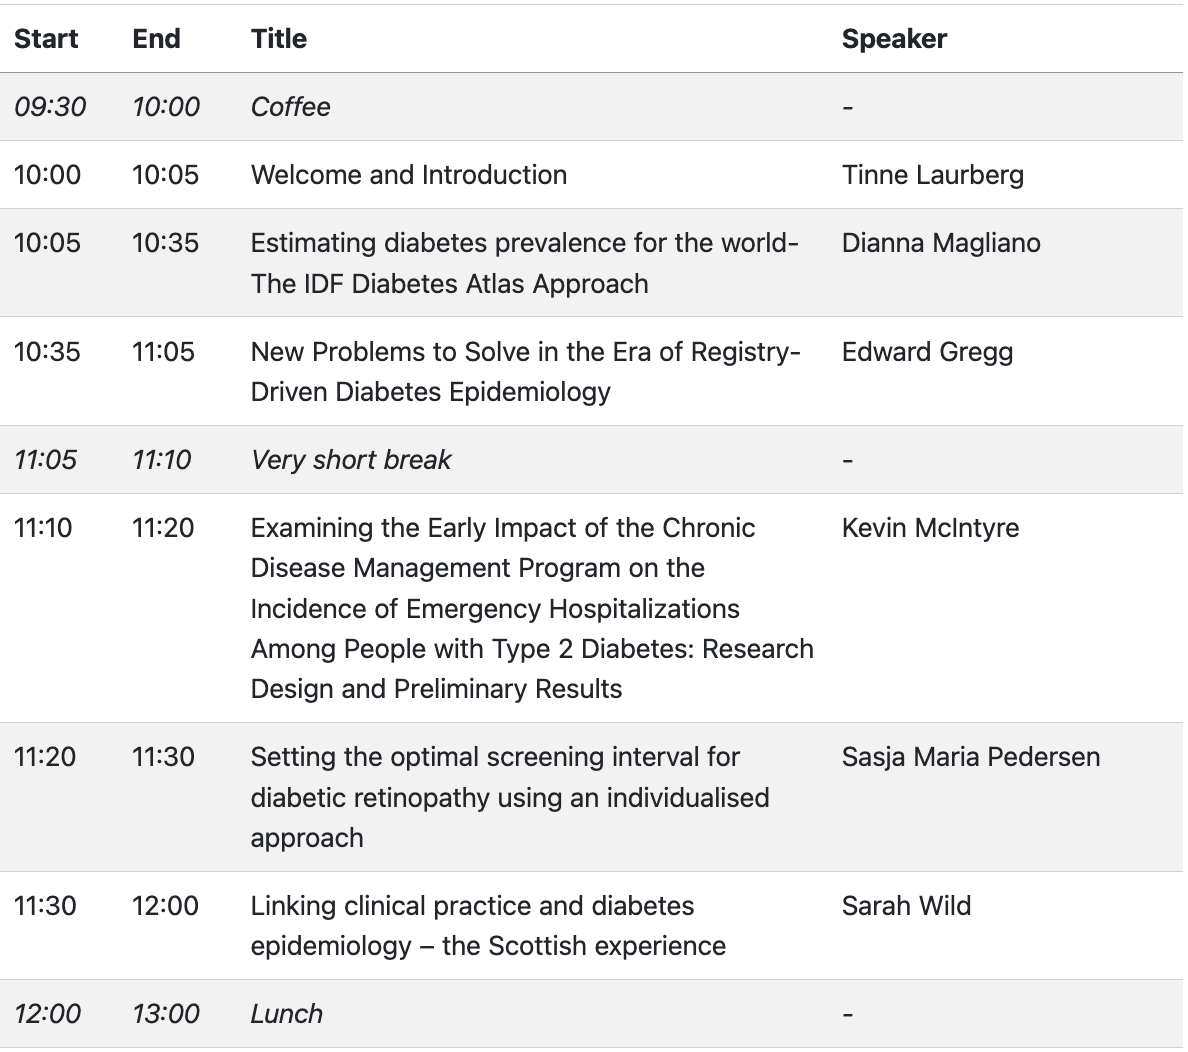 Start End Title Speaker
09:30 10:00 Coffee -
10:00 10:05 Welcome and Introduction Tinne Laurberg
10:05 10:35 Estimating diabetes prevalence for the world- Dianna Magliano
The IDF Diabetes Atlas Approach
10:35 11:05 New Problems to Solve in the Era of Registry- Edward Gregg
Driven Diabetes Epidemiology
11:05 11:10 Very short break -
11:10 11:20 Examining the Early Impact of the Chronic Kevin McIntyre
Disease Management Program on the
Incidence of Emergency Hospitalizations
Among People with Type 2 Diabetes: Research
Design and Preliminary Results
11:20 11:30 Setting the optimal screening interval for Sasja Maria Pedersen
diabetic retinopathy using an individualised
approach
11:30 12:00 Linking clinical practice and diabetes Sarah Wild
epidemiology – the Scottish experience
12:00 13:00 Lunch -